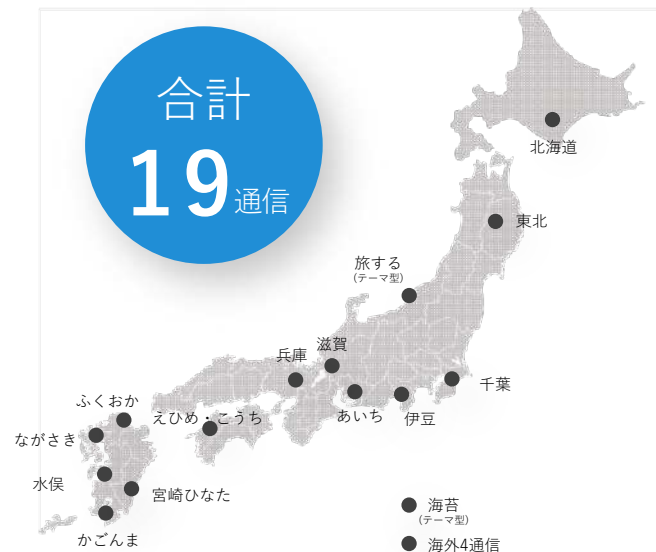 合計
19通信
北海道
東北
旅する
(テーマ型)
滋賀
兵庫
千葉
あいち
伊豆
ふくおか
えひめ・こうち
ながさき
水俣
宮崎ひなた
かごんま
海苔
(テーマ型)
海外4通信